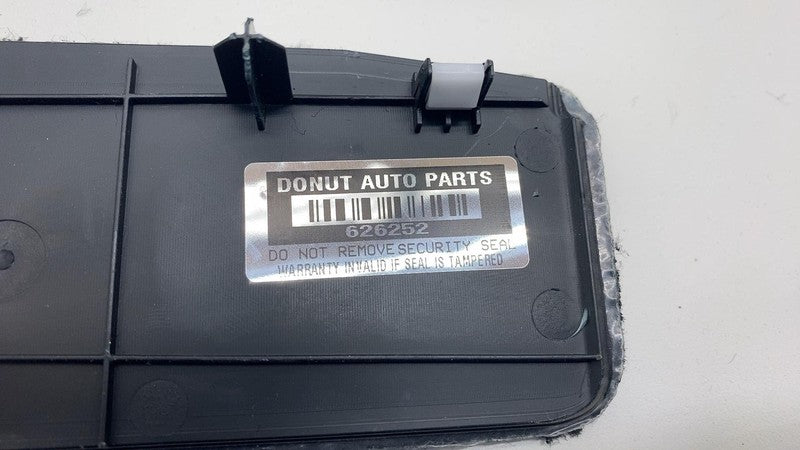 DONUT AUTO PARTS
626252
DO NOT REMOVE SECURITY SEAL
WARRANTY INVALID IF SEAL IS TAMPERED